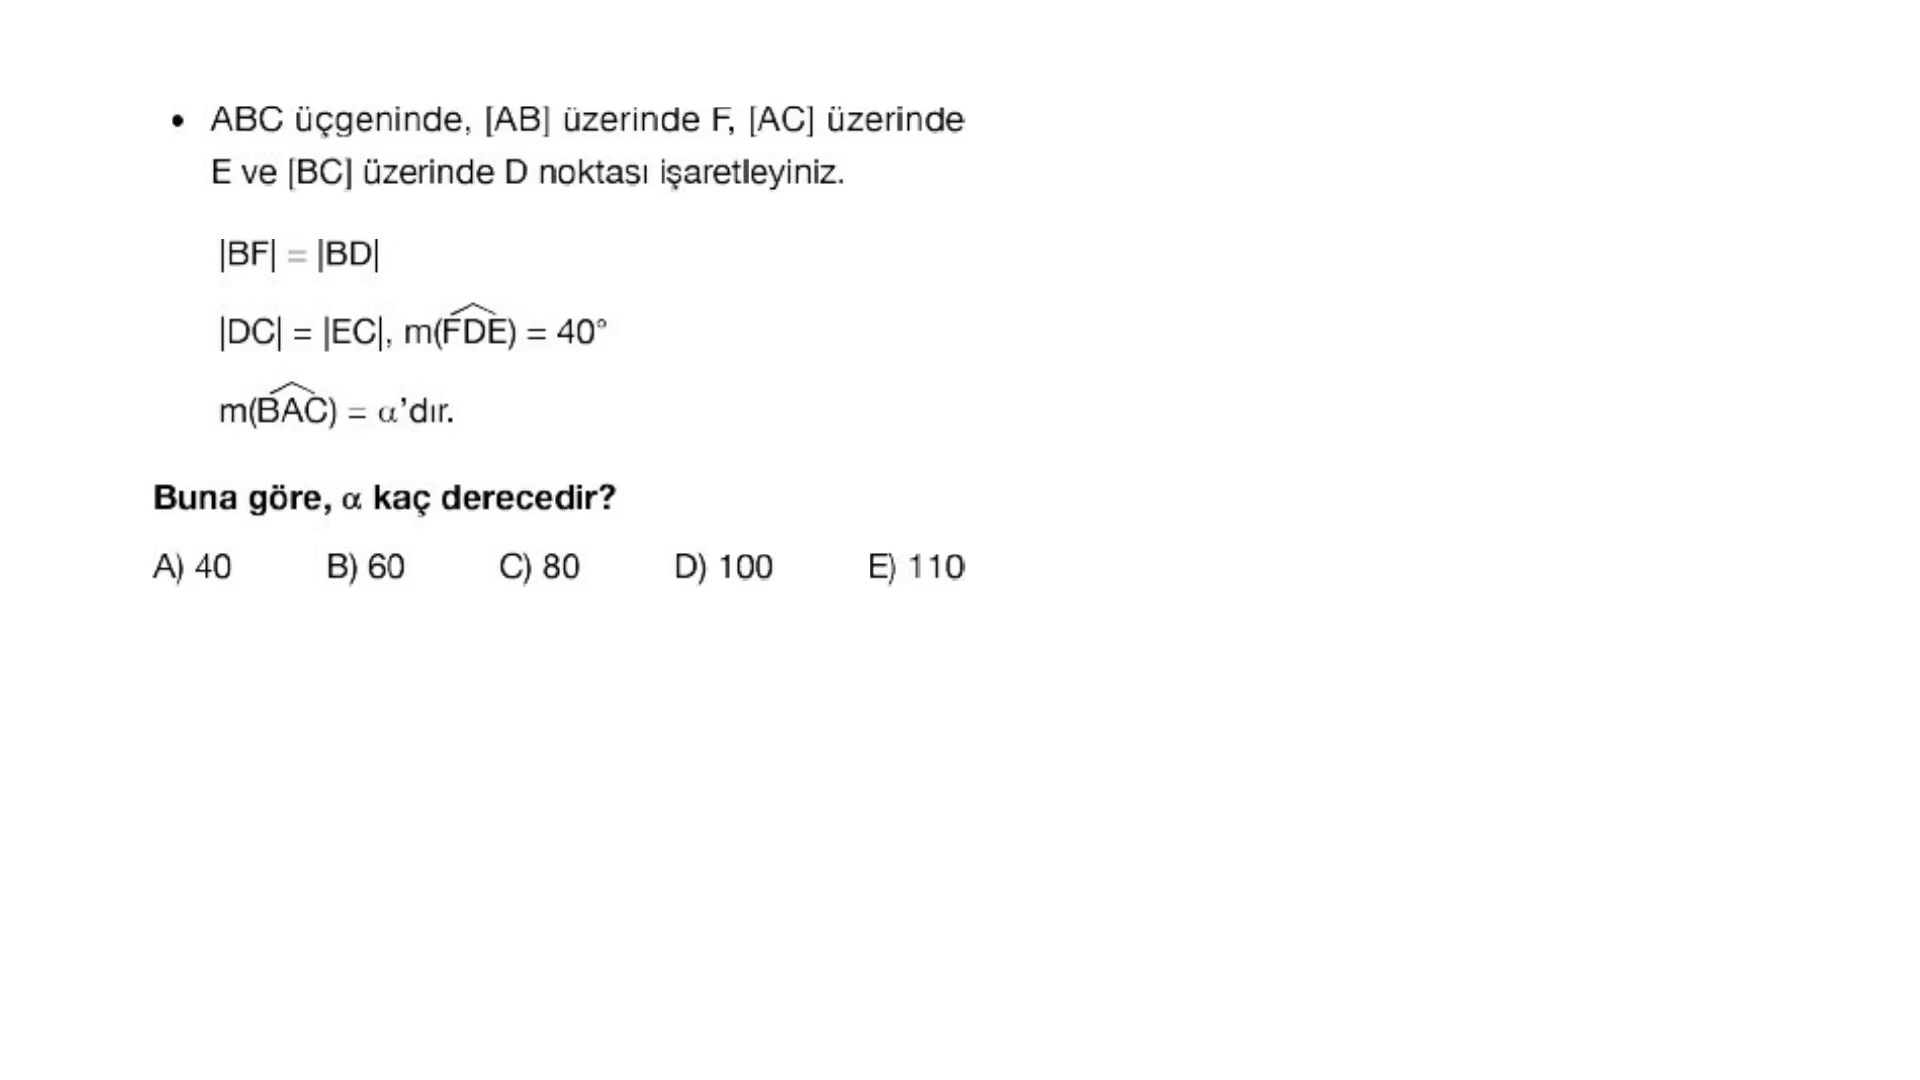 • ABC üçgeninde, [AB] üzerinde F, [AC] üzerinde
E ve [BC] üzerinde D noktası işaretleyiniz.
|BF| = |BD|
|DC| = |EC|, m(FDE) = 40°
m(BAC) = α'dır.
Buna göre, α kaç derecedir?
A) 40 B) 60 C) 80 D) 100 E) 110